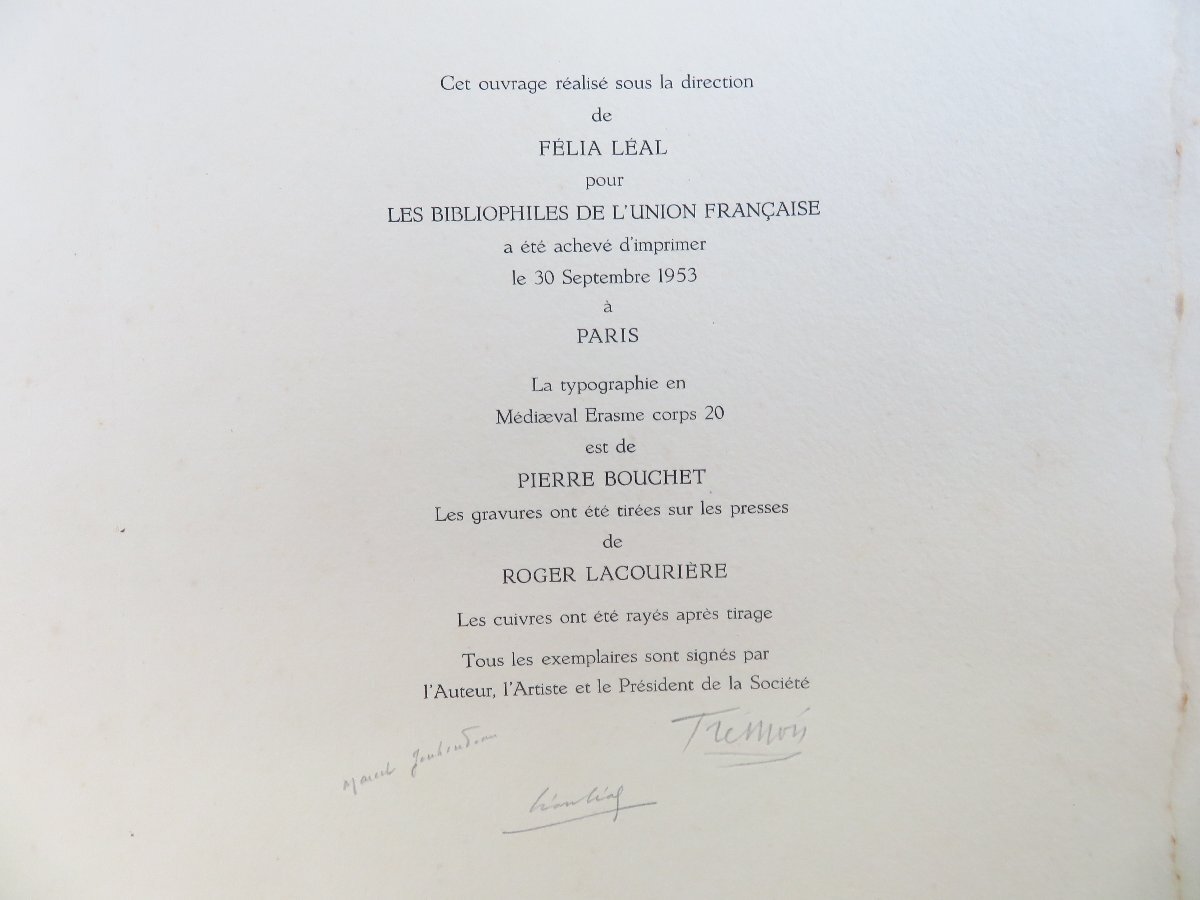 Cet ouvrage réalisé sous la direction
de
FÉLIA LÉAL
pour
LES BIBLIOPHILES DE L'UNION FRANÇAISE
a été achevé d'imprimer
le 30 Septembre 1953
à
PARIS
La typographie en
Médiæval Erasme corps 20
est de
PIERRE BOUCHET
Les gravures ont été tirées sur les presses
de
ROGER LACOURIÈRE
Les cuivres ont été rayés après tirage
Tous les exemplaires sont signés par
l'Auteur, l'Artiste et le Président de la Société
Marcel Jouhandeau
Trémois